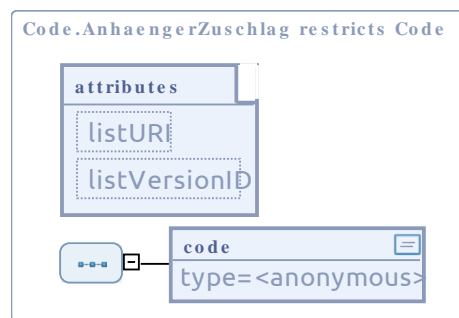 Code.AnhaengerZuschlag restricts Code
attributes
listURI
listVersionID
code
type=<anonymous>